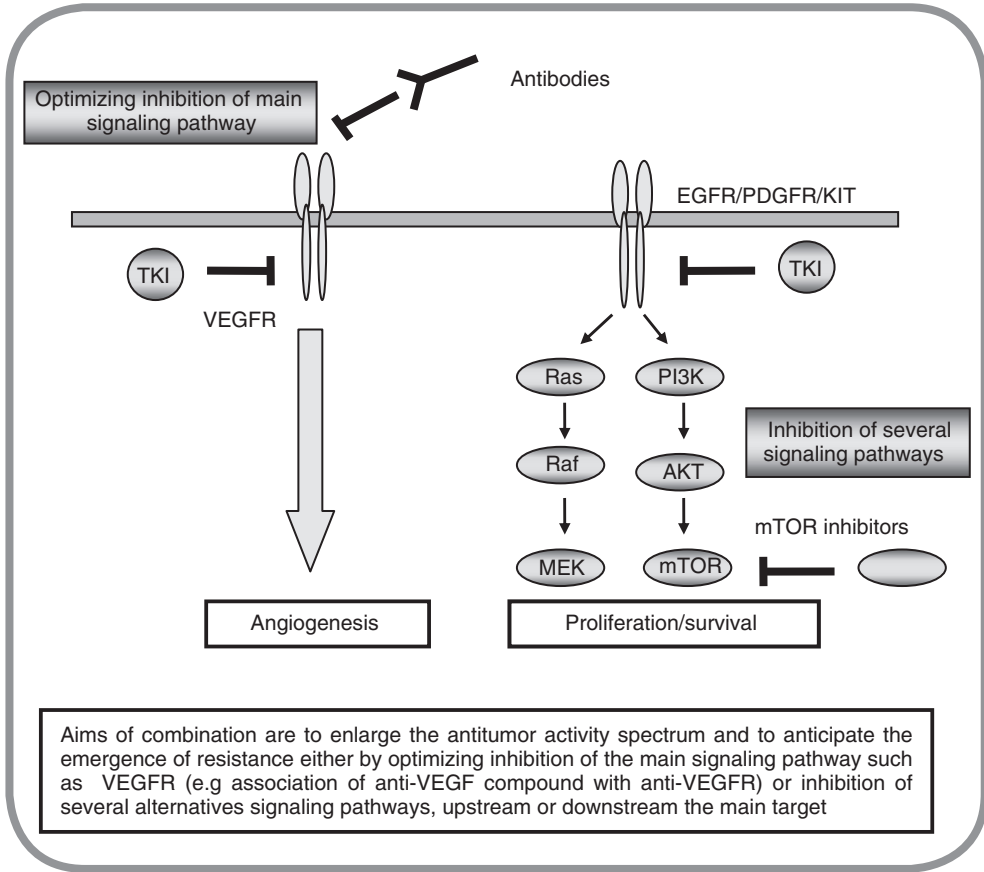 Antibodies
Optimizing inhibition of main
signaling pathway
EGFR/PDGFR/KIT
TKI
TKI
VEGFR
Ras
PI3K
Raf
AKT
Inhibition of several
signaling pathways
mTOR inhibitors
MEK
mTOR
Angiogenesis
Proliferation/survival
Aims of combination are to enlarge the antitumor activity spectrum and to anticipate the
emergence of resistance either by optimizing inhibition of the main signaling pathway such
as VEGFR (e.g association of anti-VEGF compound with anti-VEGFR) or inhibition of
several alternatives signaling pathways, upstream or downstream the main target